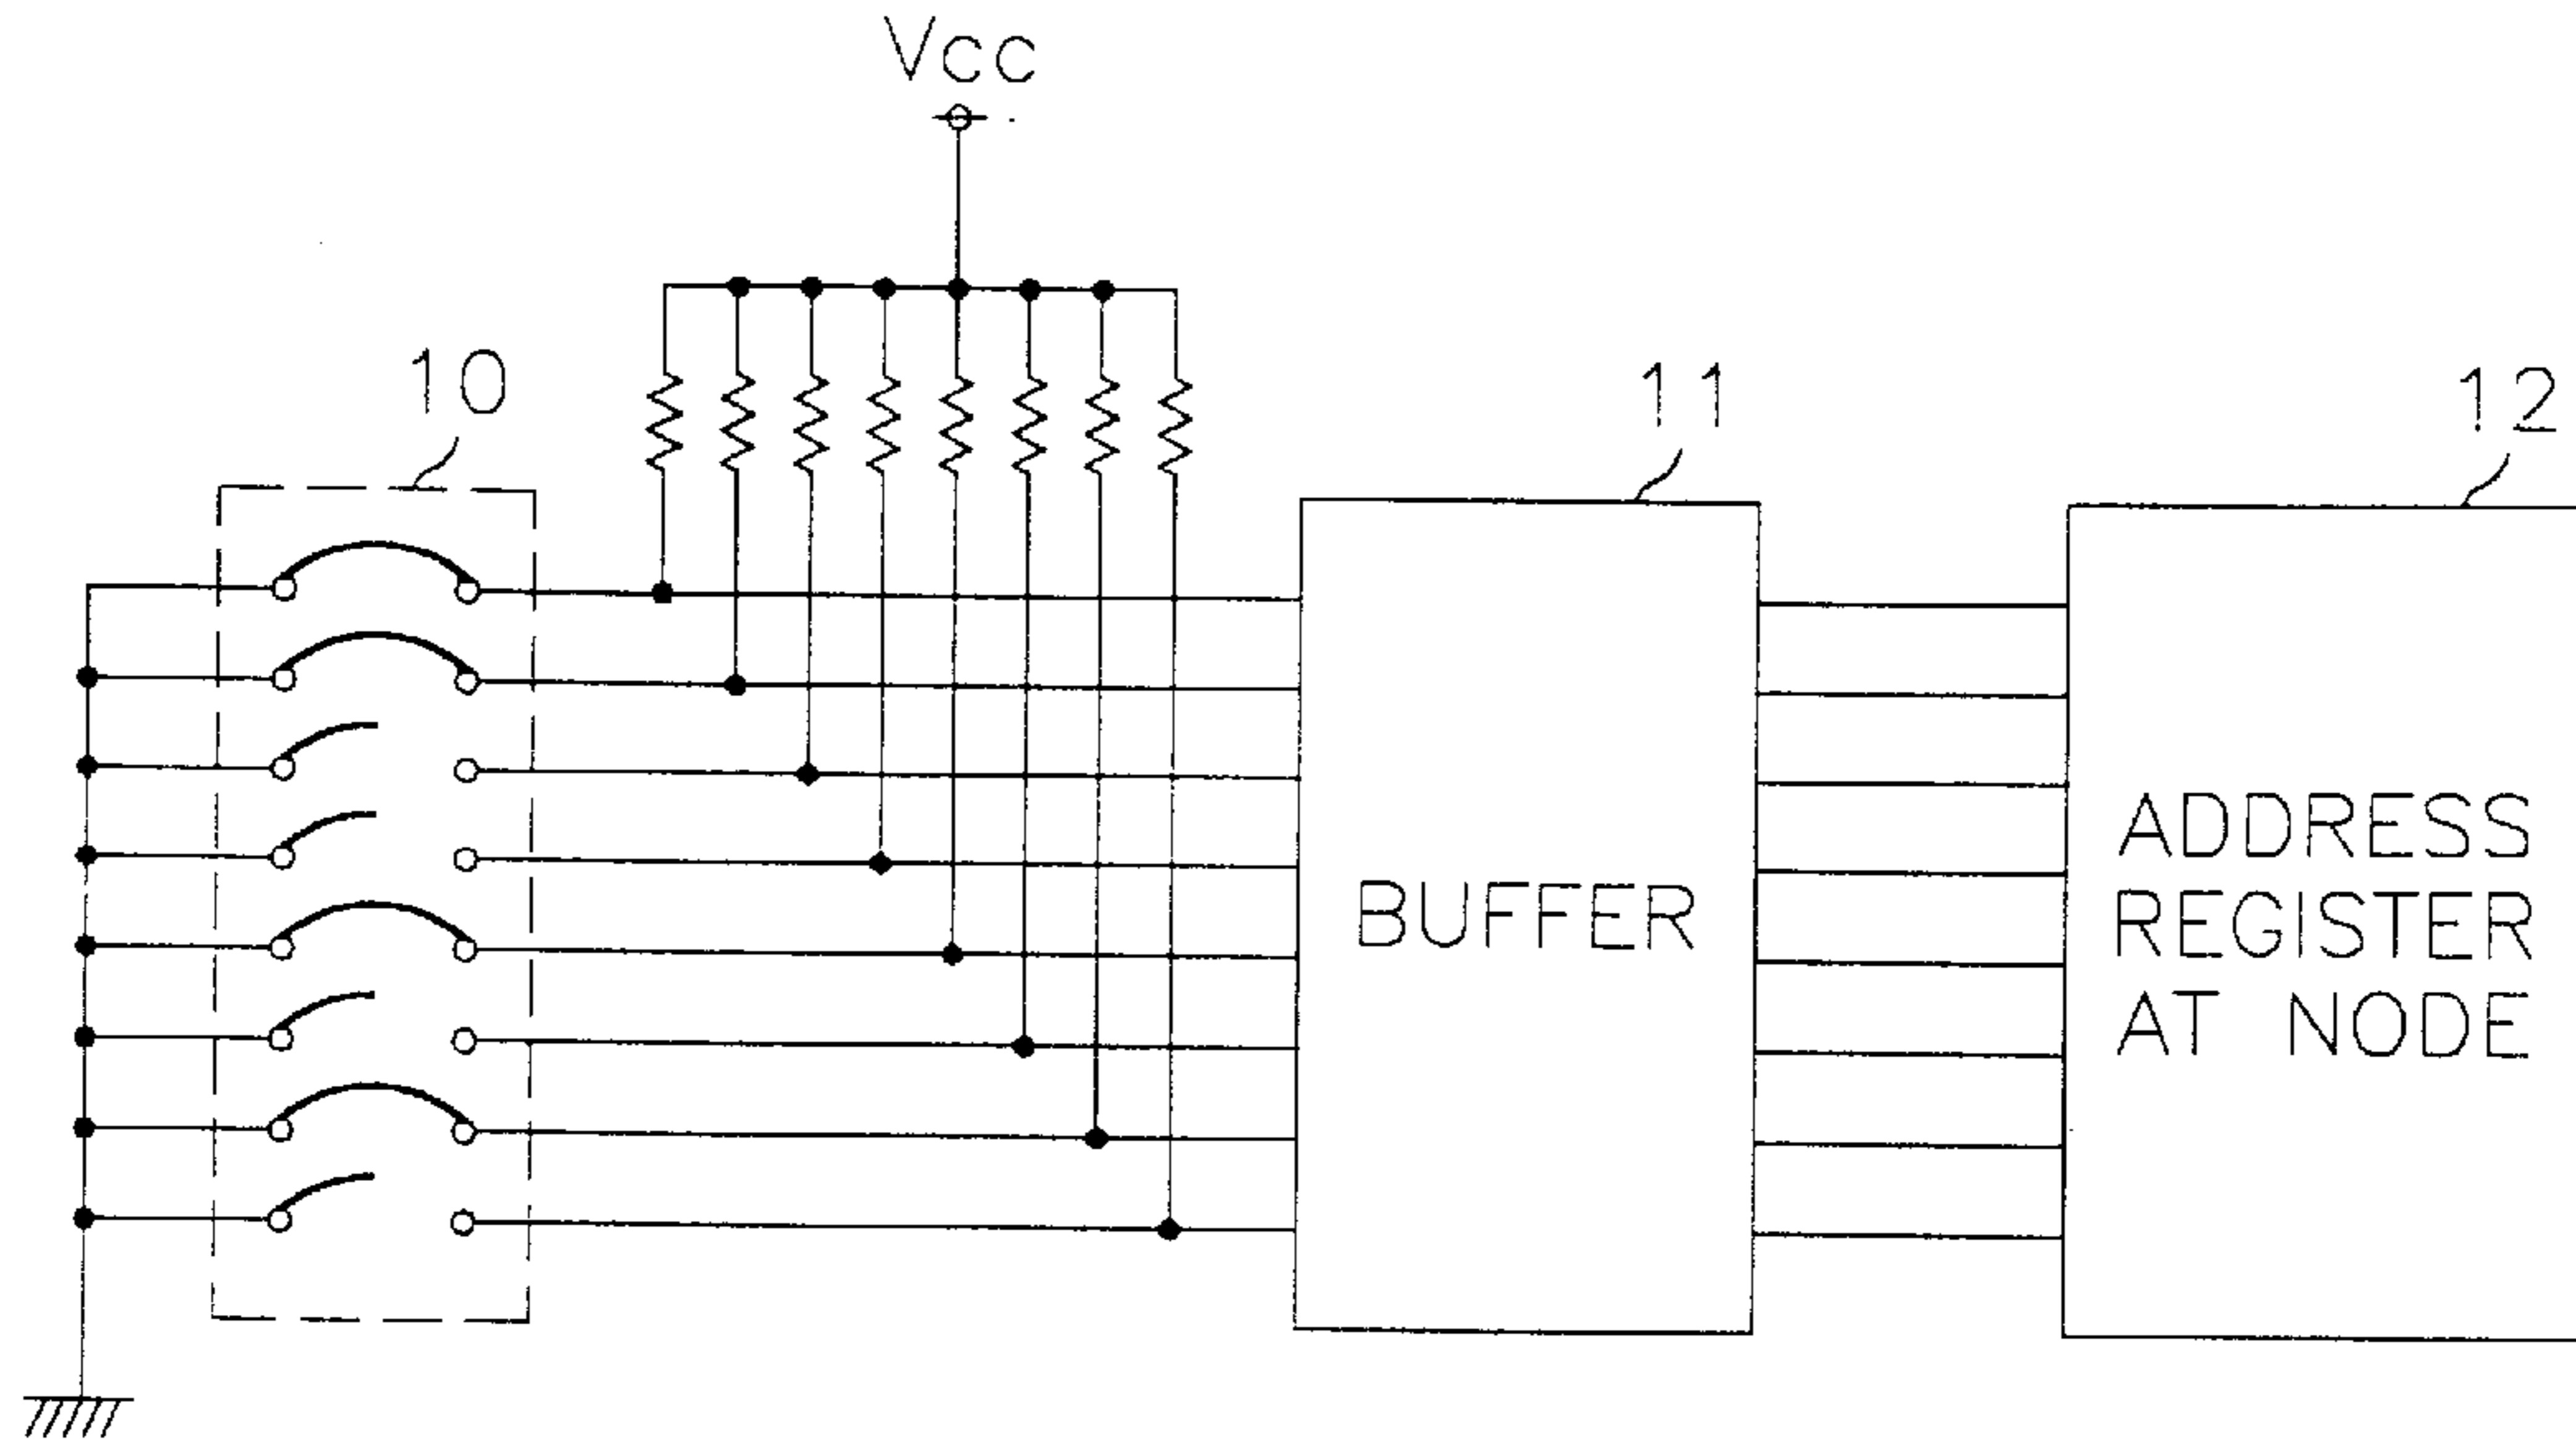 Vcc
10
11
12
BUFFER
ADDRESS
REGISTER
AT NODE